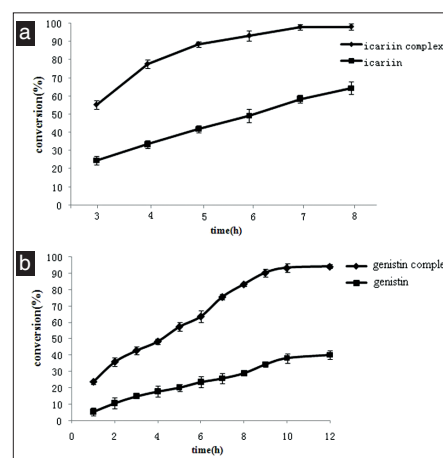 a
100
90
80
70
60
50
40
30
20
10
0
conversion(%)
3 4 5 6 7 8
time(h)
icariin complex
icariin
b
100
90
80
70
60
50
40
30
20
10
0
conversion(%)
0 2 4 6 8 10 12
time(h)
genistin comple
genistin